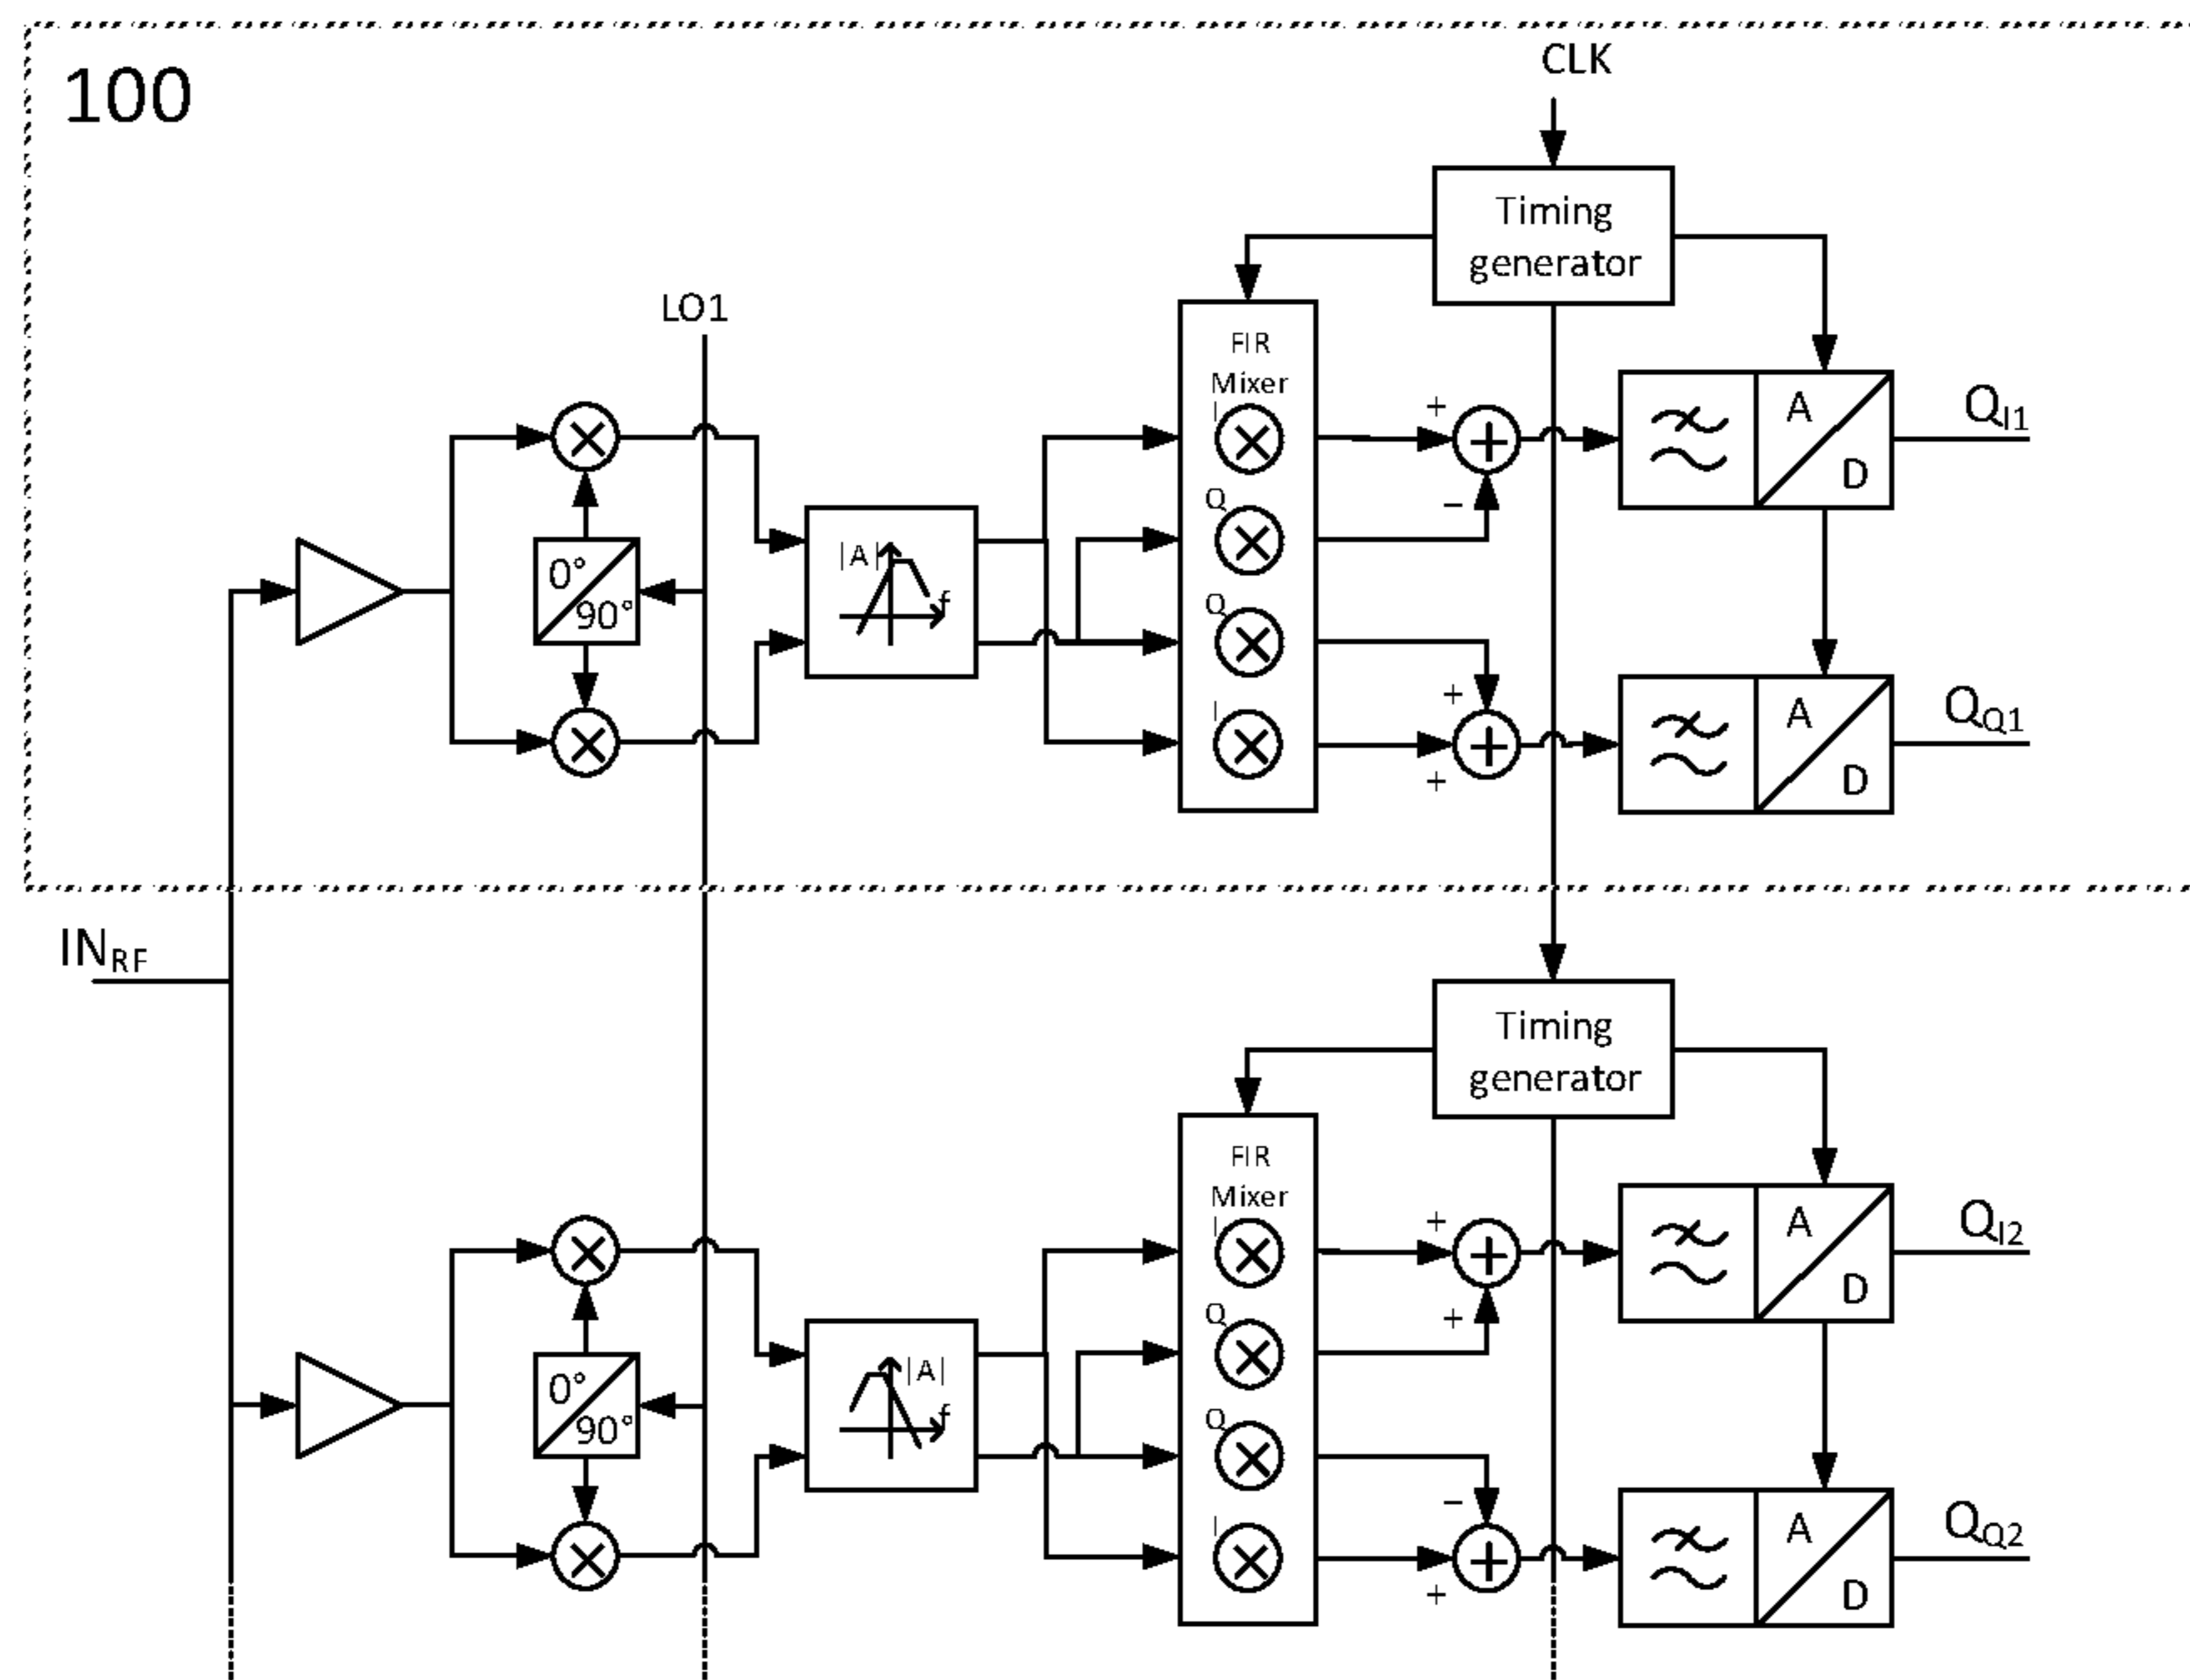 100
CLK
Timing
generator
LO1
FIR
Mixer
I
Q
Q
I
+
−
+
+
0°
90°
|A|
f
A
D
A
D
Q_I1
Q_Q1
IN_RF
Timing
generator
FIR
Mixer
I
Q
Q
I
+
+
−
+
0°
90°
|A|
f
A
D
A
D
Q_I2
Q_Q2